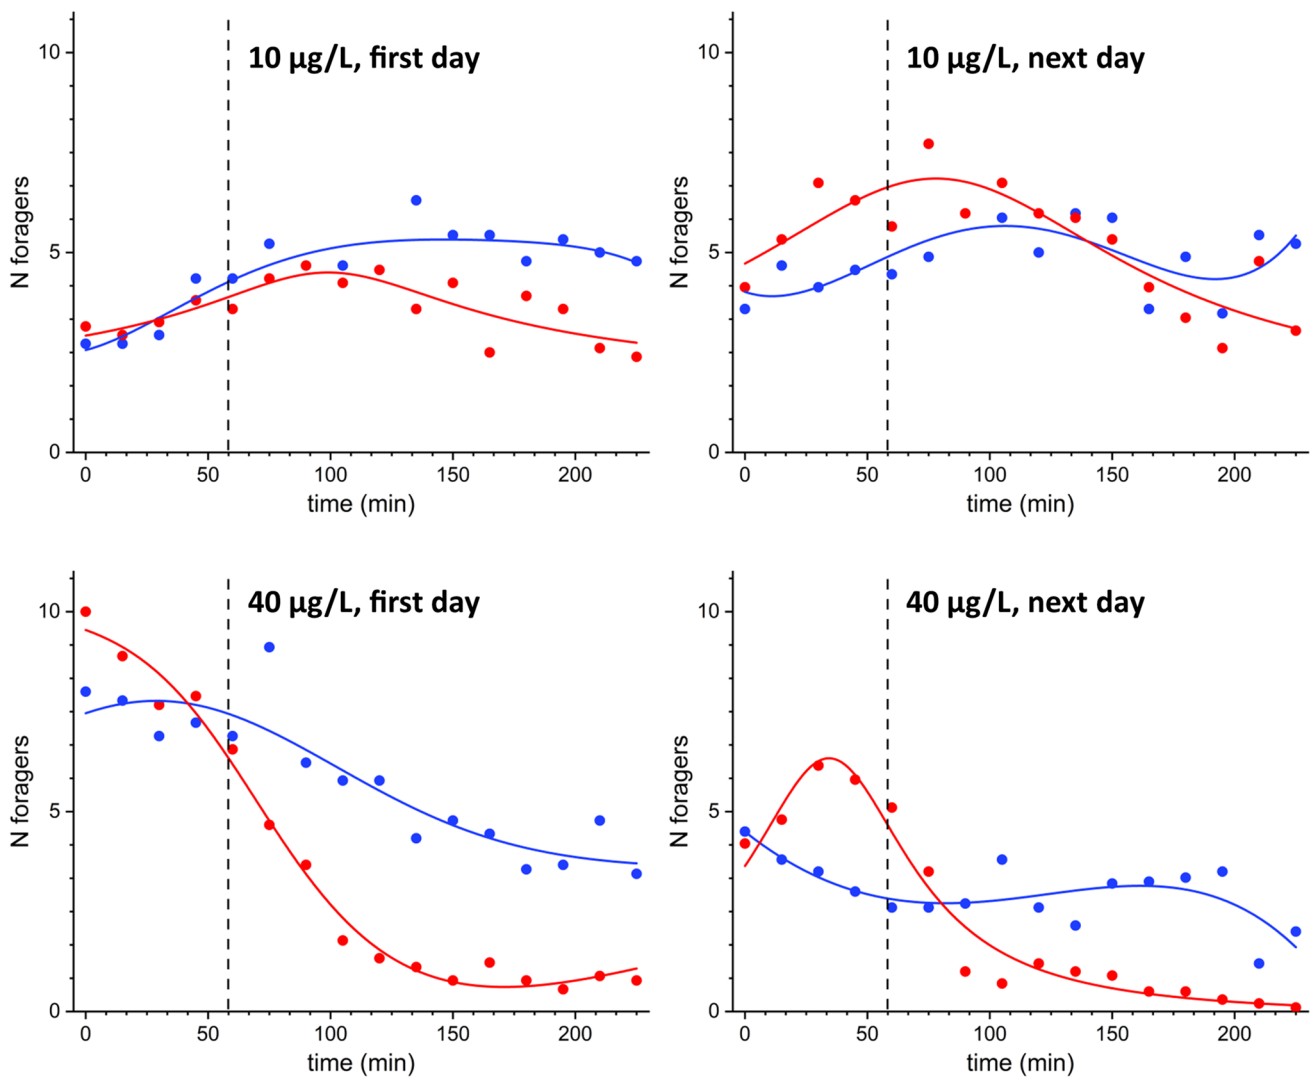 10 µg/L, first day
10
5
0
N foragers
0 50 100 150 200
time (min)
10 µg/L, next day
10
5
0
N foragers
0 50 100 150 200
time (min)
40 µg/L, first day
10
5
0
N foragers
0 50 100 150 200
time (min)
40 µg/L, next day
10
5
0
N foragers
0 50 100 150 200
time (min)